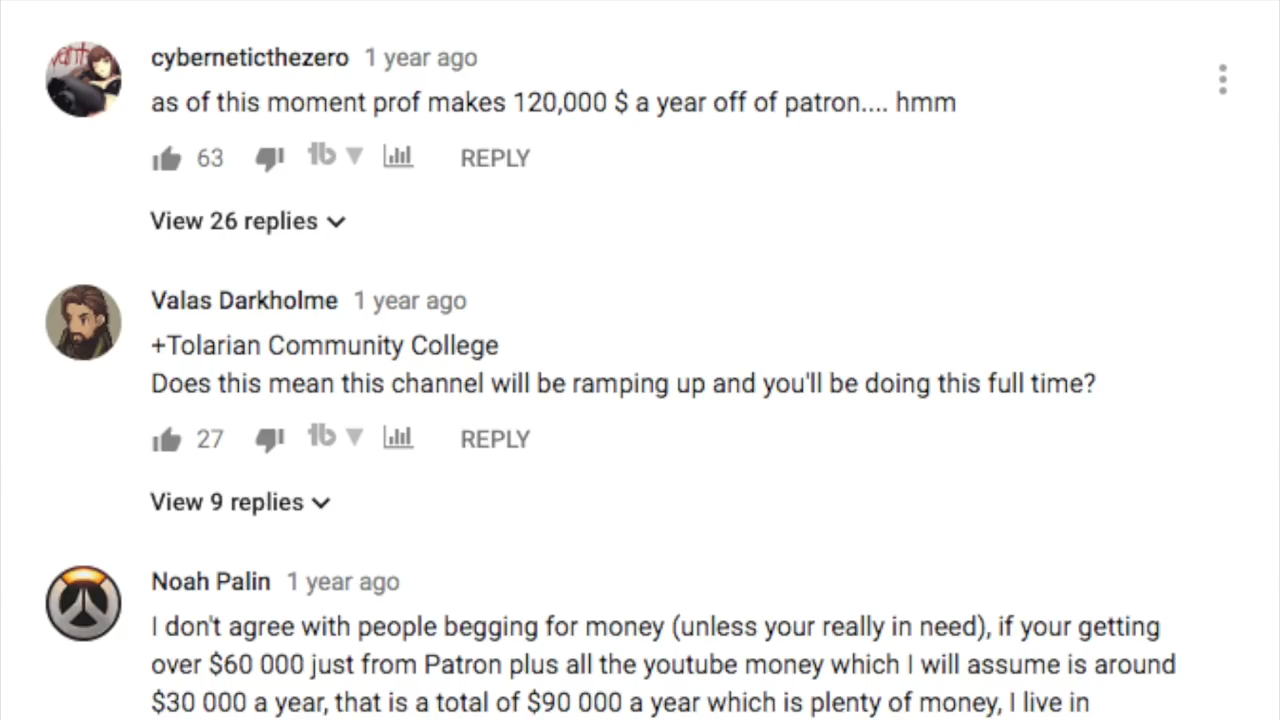 cyberneticthezero 1 year ago
as of this moment prof makes 120,000 $ a year off of patron.... hmm
63 REPLY
View 26 replies
Valas Darkholme 1 year ago
+Tolarian Community College
Does this mean this channel will be ramping up and you'll be doing this full time?
27 REPLY
View 9 replies
Noah Palin 1 year ago
I don't agree with people begging for money (unless your really in need), if your getting
over $60 000 just from Patron plus all the youtube money which I will assume is around
$30 000 a year, that is a total of $90 000 a year which is plenty of money, I live in